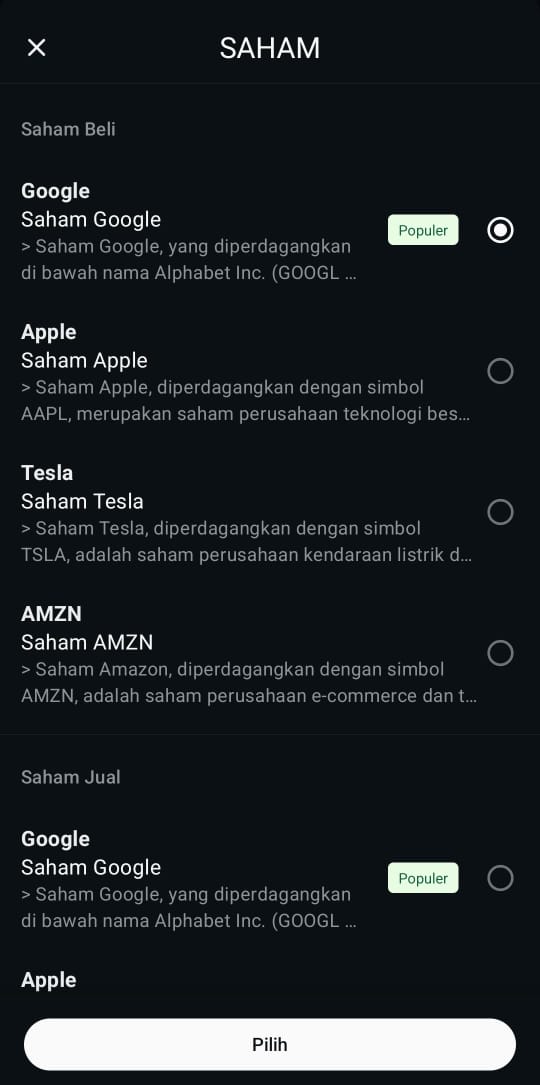 SAHAM
Saham Beli
Google
Saham Google
> Saham Google, yang diperdagangkan
di bawah nama Alphabet Inc. (GOOGL ...
Populer
Apple
Saham Apple
> Saham Apple, diperdagangkan dengan simbol
AAPL, merupakan saham perusahaan teknologi bes...
Tesla
Saham Tesla
> Saham Tesla, diperdagangkan dengan simbol
TSLA, adalah saham perusahaan kendaraan listrik d...
AMZN
Saham AMZN
> Saham Amazon, diperdagangkan dengan simbol
AMZN, adalah saham perusahaan e-commerce dan t...
Saham Jual
Google
Saham Google
> Saham Google, yang diperdagangkan
di bawah nama Alphabet Inc. (GOOGL ...
Populer
Apple
Pilih